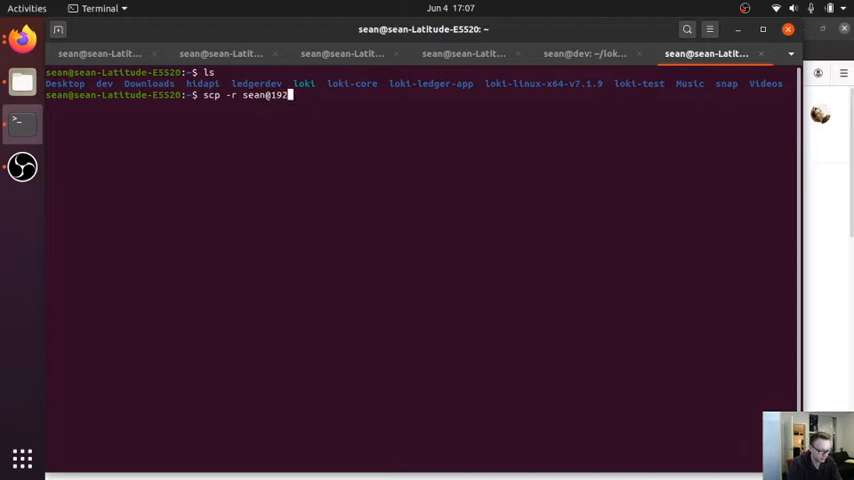 Activities
Terminal
Jun 4 17:07
sean@sean-Latitude-E5520: ~
sean@sean-Latit...
sean@sean-Latit...
sean@sean-Latit...
sean@sean-Latit...
sean@dev: ~/lok...
sean@sean-Latit...
sean@sean-Latitude-E5520:~$ ls
Desktop dev Downloads hidapi ledgerdev loki loki-core loki-ledger-app loki-linux-x64-v7.1.9 loki-test Music snap Videos
sean@sean-Latitude-E5520:~$ scp -r sean@192